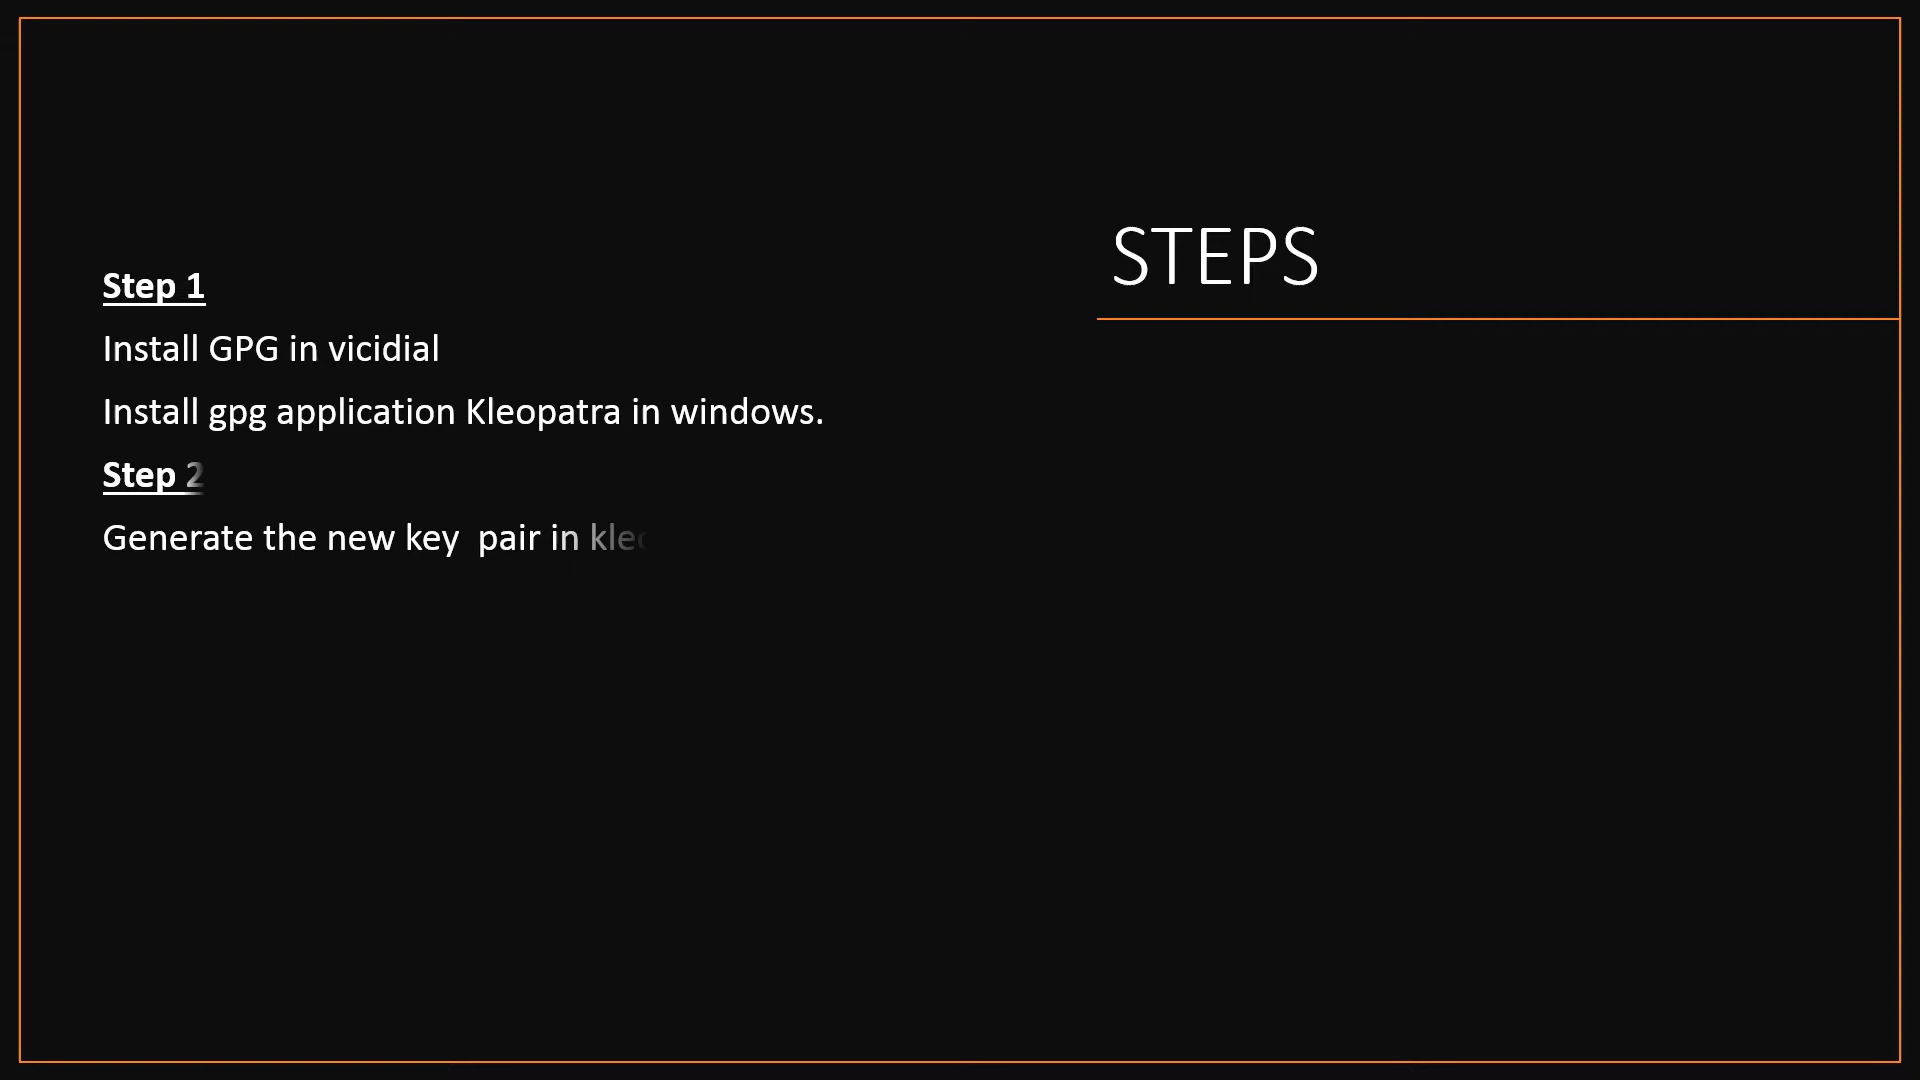 STEPS
Step 1
Install GPG in vicidial
Install gpg application Kleopatra in windows.
Step 2
Generate the new key  pair in